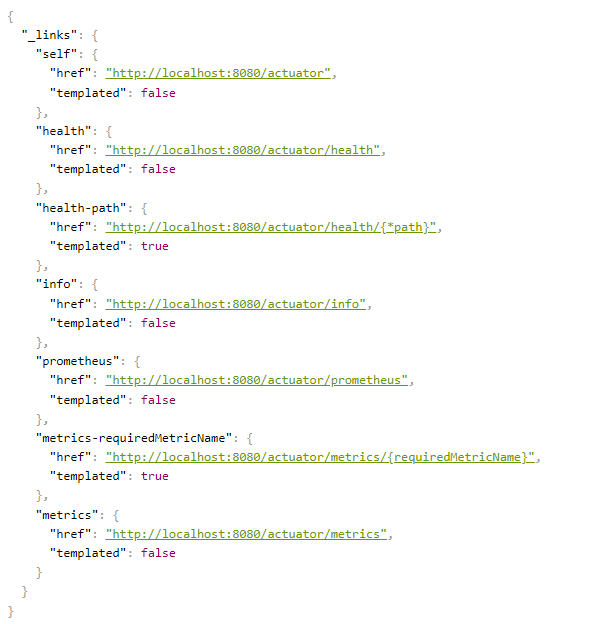 {
  "_links": {
    "self": {
      "href": "http://localhost:8080/actuator",
      "templated": false
    },
    "health": {
      "href": "http://localhost:8080/actuator/health",
      "templated": false
    },
    "health-path": {
      "href": "http://localhost:8080/actuator/health/{*path}",
      "templated": true
    },
    "info": {
      "href": "http://localhost:8080/actuator/info",
      "templated": false
    },
    "prometheus": {
      "href": "http://localhost:8080/actuator/prometheus",
      "templated": false
    },
    "metrics-requiredMetricName": {
      "href": "http://localhost:8080/actuator/metrics/{requiredMetricName}",
      "templated": true
    },
    "metrics": {
      "href": "http://localhost:8080/actuator/metrics",
      "templated": false
    }
  }
}